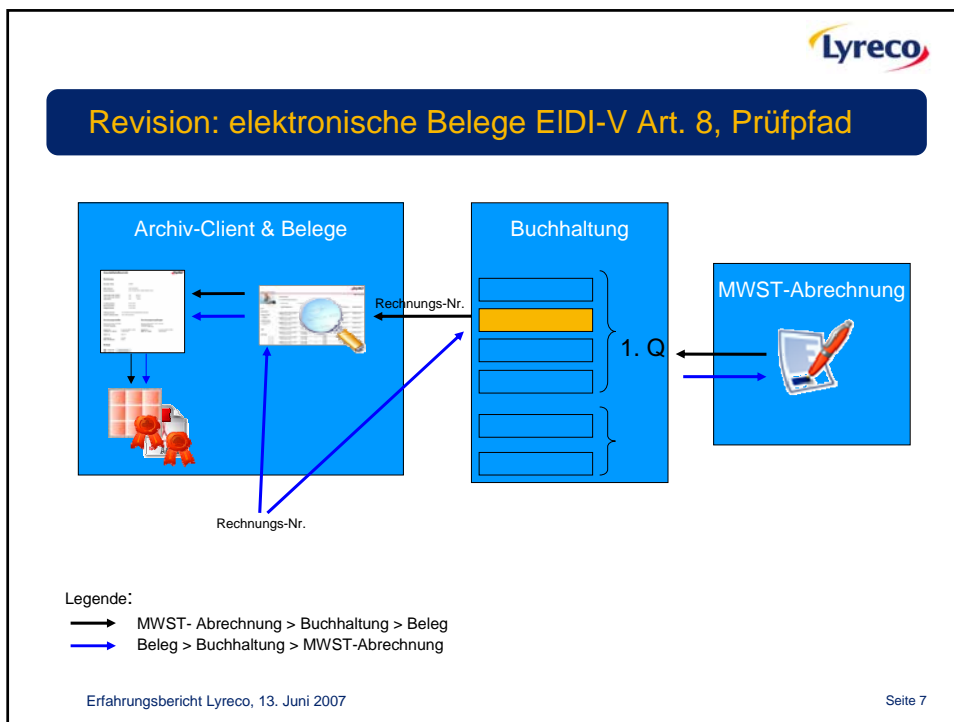 Lyreco
Revision: elektronische Belege ElDI-V Art. 8, Prüfpfad
Archiv-Client & Belege
Buchhaltung
MWST-Abrechnung
Rechnungs-Nr.
1. Q
Rechnungs-Nr.
Legende:
MWST- Abrechnung > Buchhaltung > Beleg
Beleg > Buchhaltung > MWST-Abrechnung
Erfahrungsbericht Lyreco, 13. Juni 2007
Seite 7